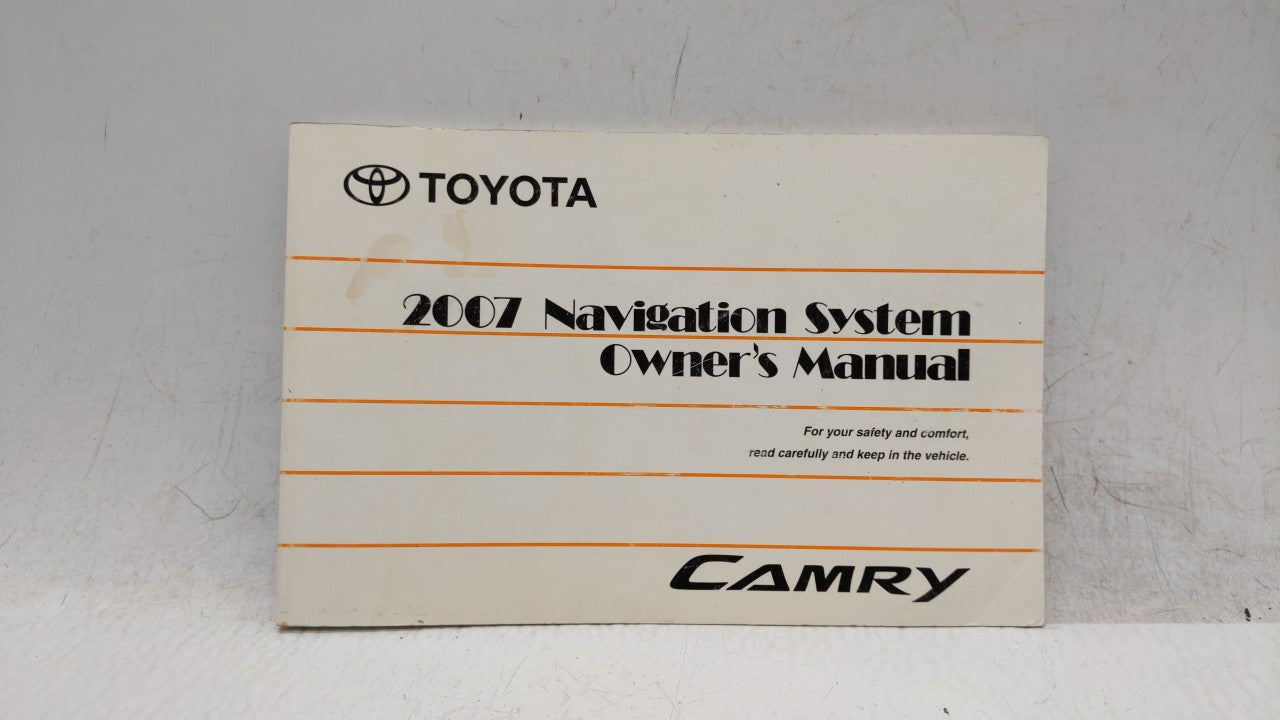 TOYOTA
2007 Navigation System
Owner's Manual
For your safety and comfort,
read carefully and keep in the vehicle.
CAMRY